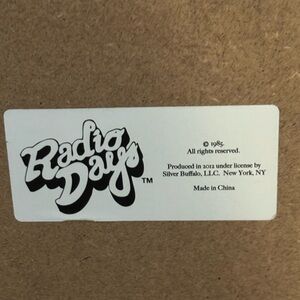 Radio
Days
TM
© 1985.
All rights reserved.
Produced in 2012 under license by
Silver Buffalo, LLC. New York, NY
Made in China